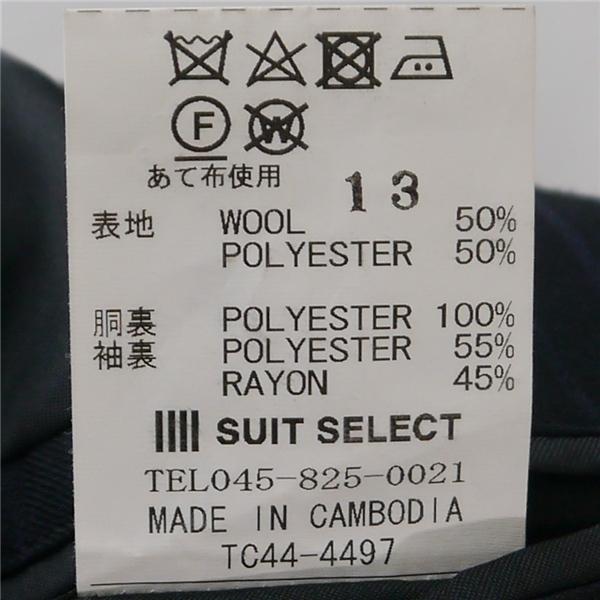 F W
あて布使用
13
表地 WOOL 50%
POLYESTER 50%
胴裏 POLYESTER 100%
袖裏 POLYESTER 55%
RAYON 45%
SUIT SELECT
TEL045-825-0021
MADE IN CAMBODIA
TC44-4497